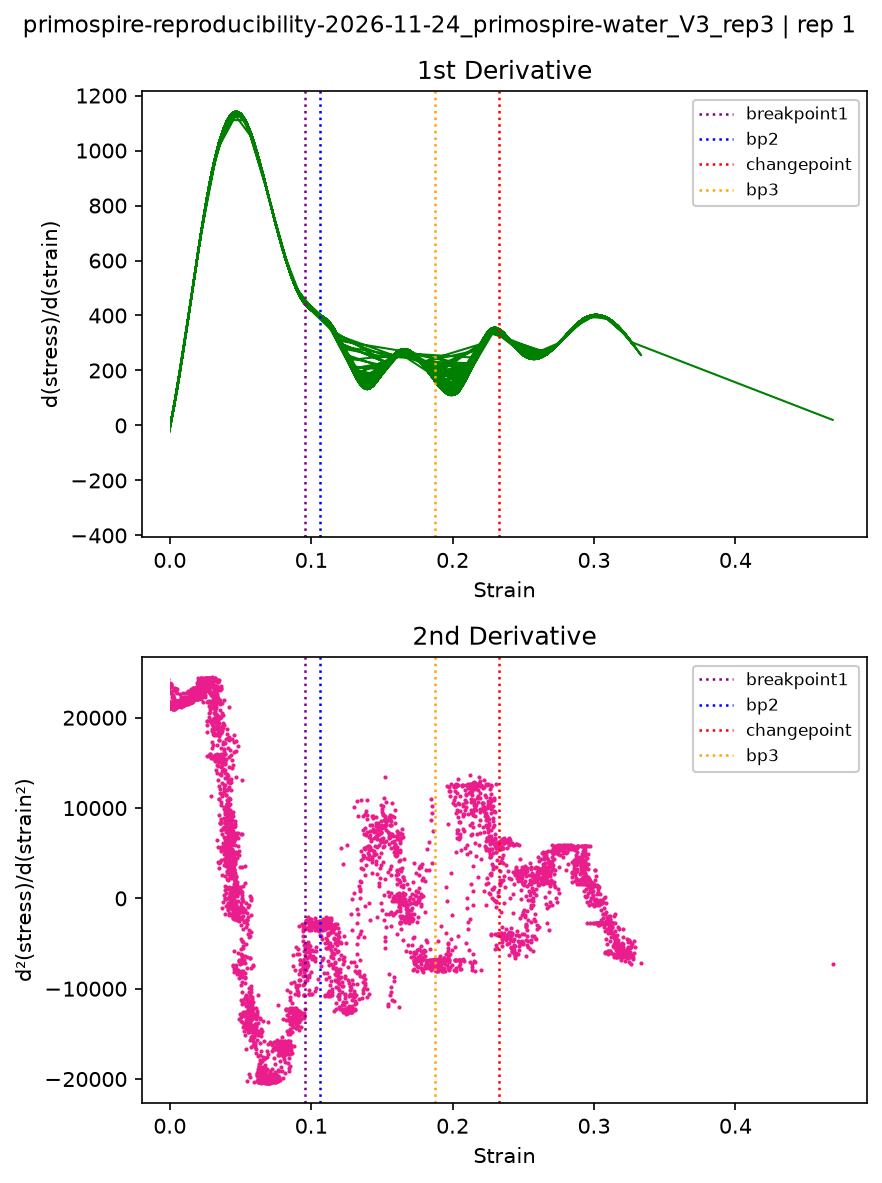 primospire-reproducibility-2026-11-24_primospire-water_V3_rep3 | rep 1
1st Derivative
1200
1000
800
600
400
200
0
−200
−400
d(stress)/d(strain)
breakpoint1
bp2
changepoint
bp3
0.0 0.1 0.2 0.3 0.4
Strain
2nd Derivative
20000
10000
0
−10000
−20000
d²(stress)/d(strain²)
breakpoint1
bp2
changepoint
bp3
0.0 0.1 0.2 0.3 0.4
Strain